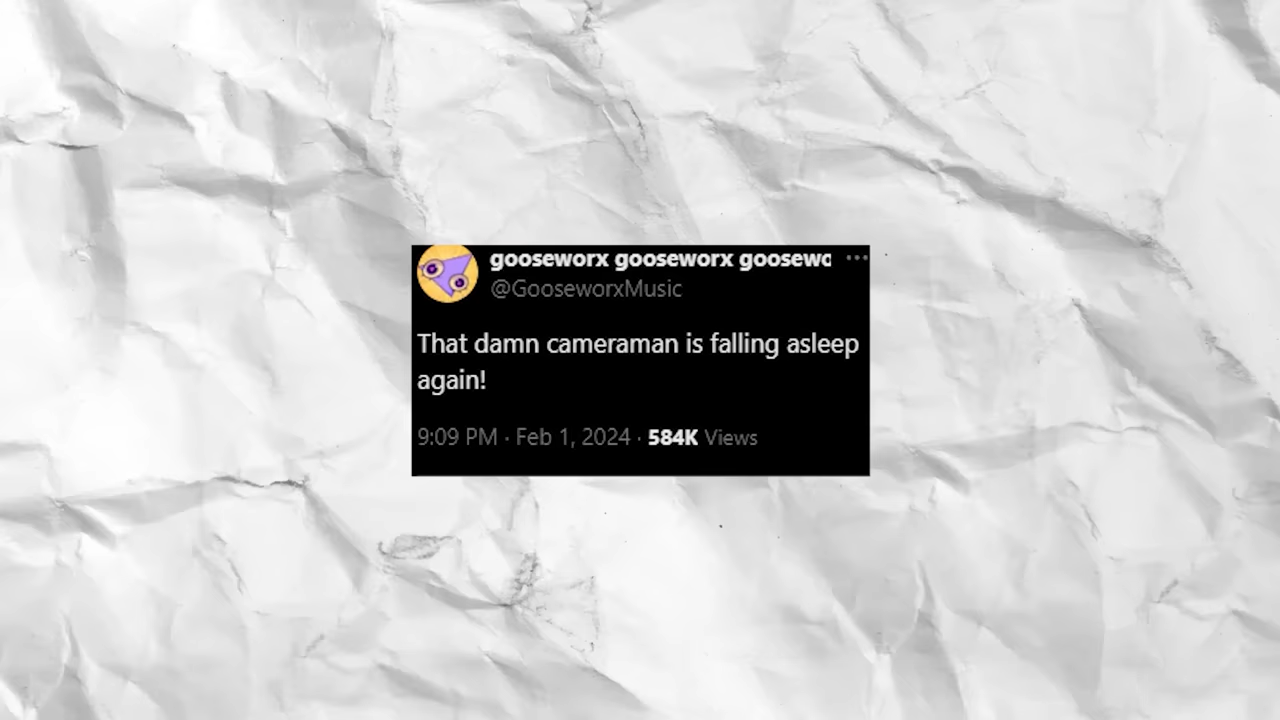 gooseworx gooseworx goosewo
@GooseworxMusic
That damn cameraman is falling asleep
again!
9:09 PM · Feb 1, 2024 · 584K Views